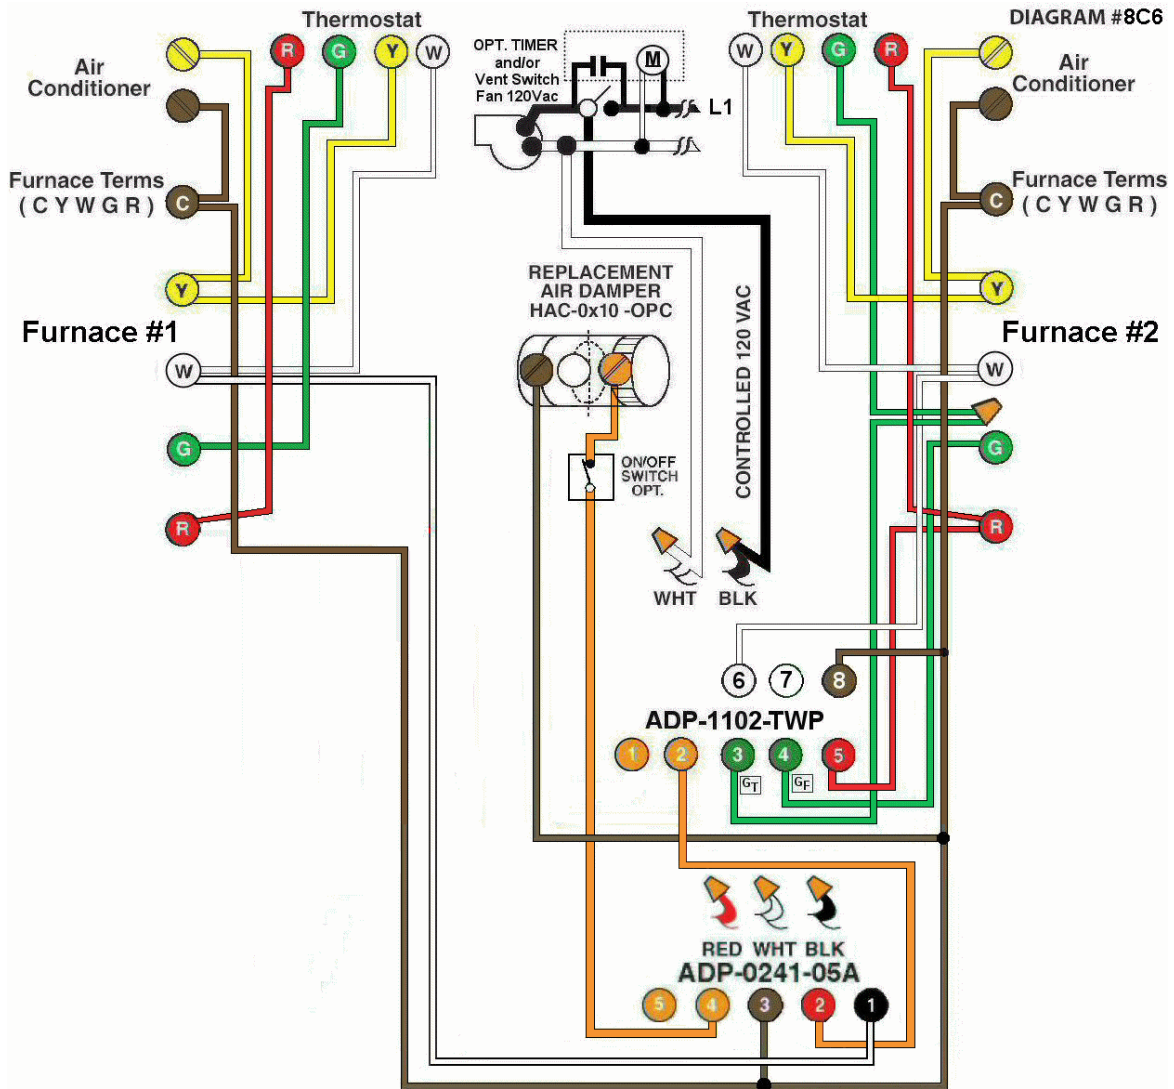 Thermostat
Thermostat
DIAGRAM #8C6
R
G
Y
W
OPT. TIMER
and/or
Vent Switch
Fan 120Vac
M
L1
W
Y
G
R
Air
Conditioner
Air
Conditioner
Furnace Terms
( C Y W G R )
C
Furnace Terms
( C Y W G R )
C
Y
Y
Furnace #1
Furnace #2
REPLACEMENT
AIR DAMPER
HAC-0x10 -OPC
CONTROLLED 120 VAC
W
W
G
G
ON/OFF
SWITCH
OPT.
R
R
WHT
BLK
6
7
8
ADP-1102-TWP
1
2
3
4
5
GT
GF
RED WHT BLK
ADP-0241-05A
5
4
3
2
1